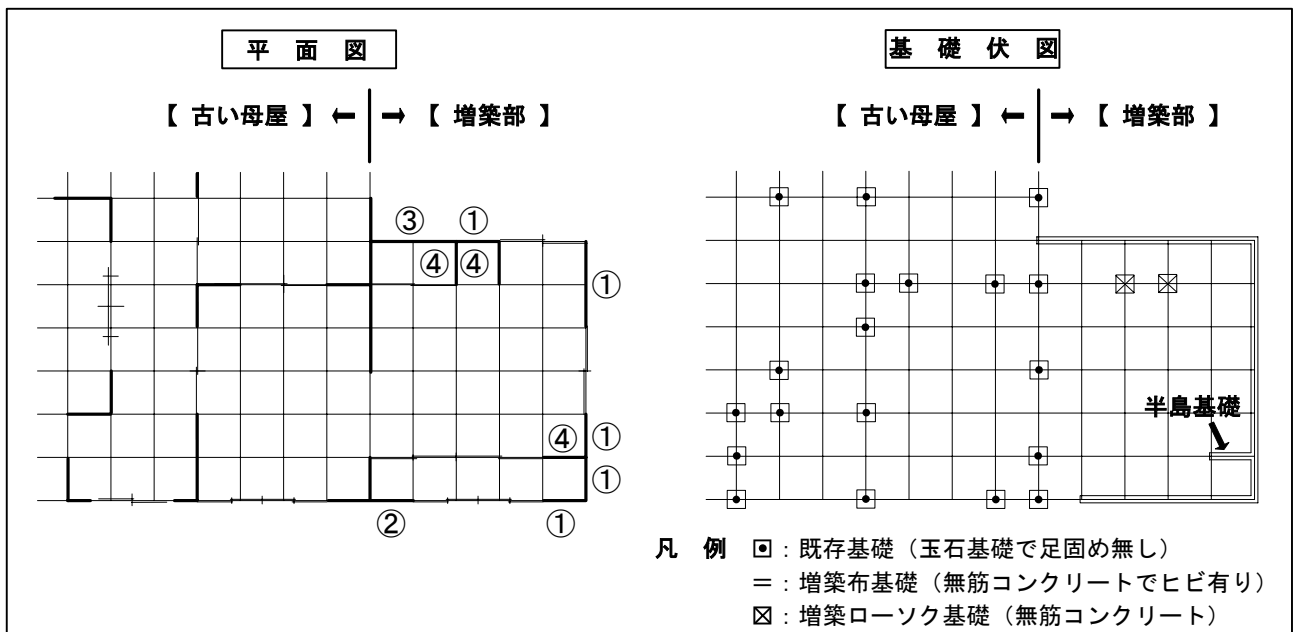 平 面 図
【 古い母屋 】 ← → 【 増築部 】
③ ①
④ ④
①
①
④
①
② ①
基 礎 伏 図
【 古い母屋 】 ← → 【 増築部 】
半島基礎
凡 例 ：既存基礎（玉石基礎で足固め無し）
＝：増築布基礎（無筋コンクリートでヒビ有り）
：増築ローソク基礎（無筋コンクリート）